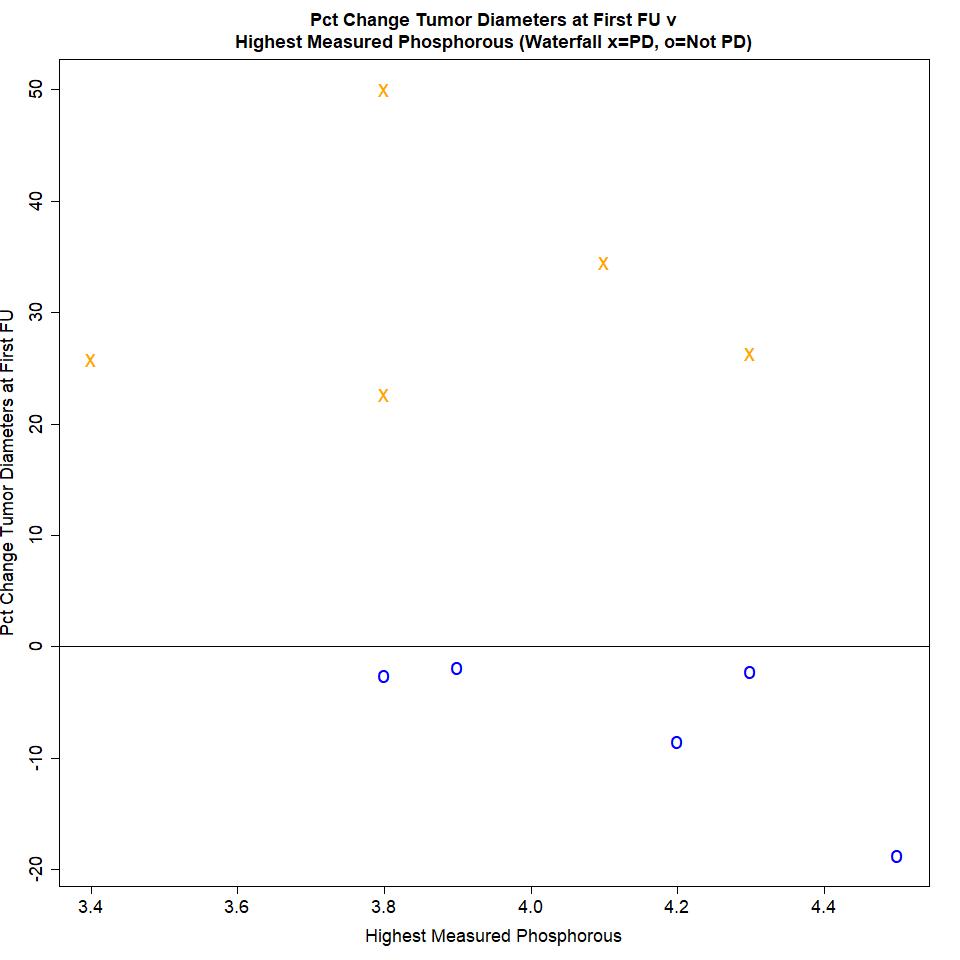 Pct Change Tumor Diameters at First FU v
Highest Measured Phosphorous (Waterfall x=PD, o=Not PD)
Pct Change Tumor Diameters at First FU
50
40
30
20
10
0
-10
-20
x
x
x
x
x
o
o
o
o
o
3.4 3.6 3.8 4.0 4.2 4.4
Highest Measured Phosphorous